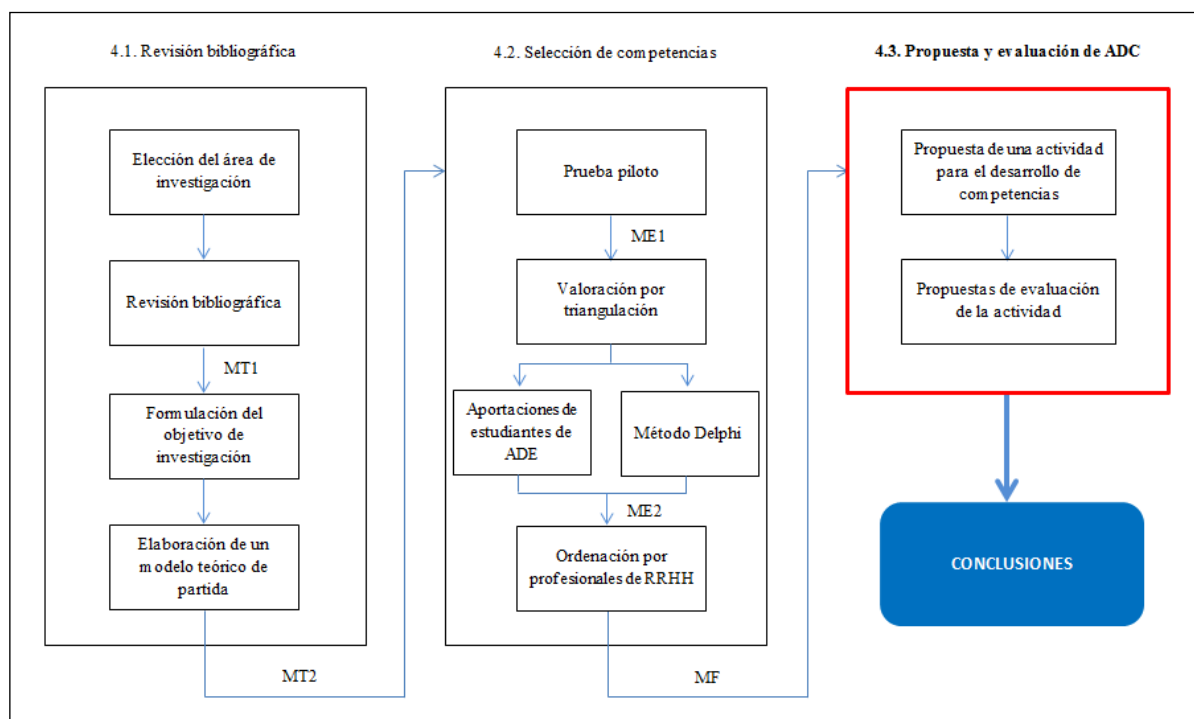 4.1. Revisión bibliográfica
Elección del área de
investigación
Revisión bibliográfica
MT1
Formulación del
objetivo de
investigación
Elaboración de un
modelo teórico de
partida
MT2
4.2. Selección de competencias
Prueba piloto
ME1
Valoración por
triangulación
Aportaciones de
estudiantes de
ADE
Método Delphi
ME2
Ordenación por
profesionales de RRHH
MF
4.3. Propuesta y evaluación de ADC
Propuesta de una actividad
para el desarrollo de
competencias
Propuestas de evaluación
de la actividad
CONCLUSIONES